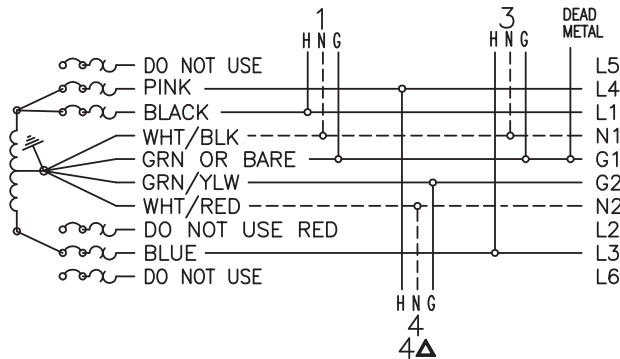 1
H N G
3
H N G
DEAD
METAL
DO NOT USE L5
PINK L4
BLACK L1
WHT/BLK N1
GRN OR BARE G1
GRN/YLW G2
WHT/RED N2
DO NOT USE RED L2
BLUE L3
DO NOT USE L6
H N G
4
4Δ